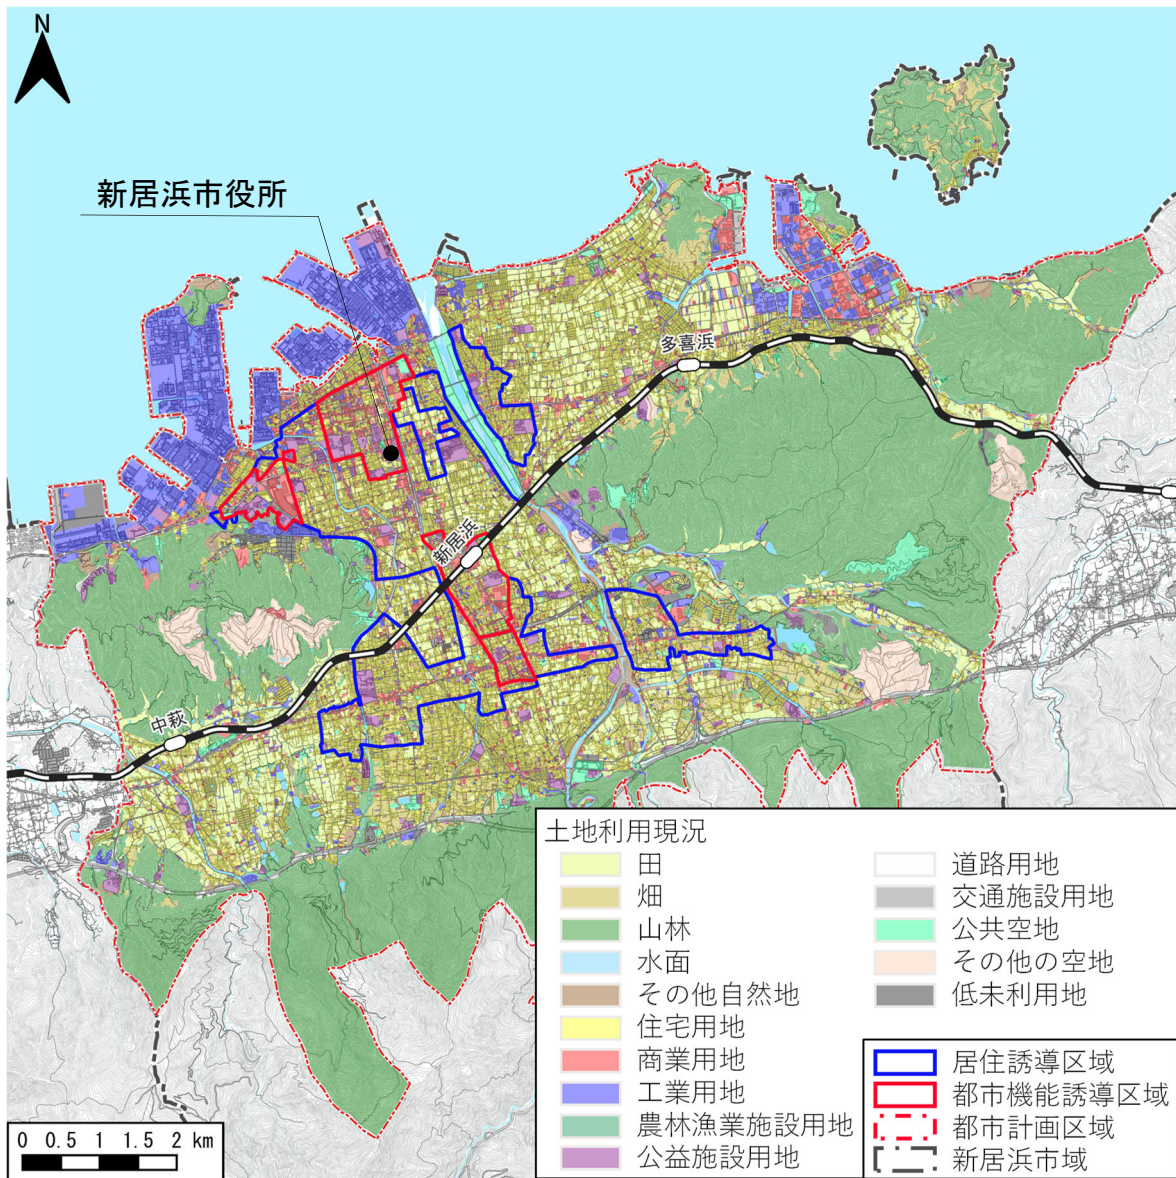 N
新居浜市役所
多喜浜
新居浜
中萩
土地利用現況
田
畑
山林
水面
その他自然地
住宅用地
商業用地
工業用地
農林漁業施設用地
公益施設用地
道路用地
交通施設用地
公共空地
その他の空地
低未利用地
居住誘導区域
都市機能誘導区域
都市計画区域
新居浜市域
0 0.5 1 1.5 2 km